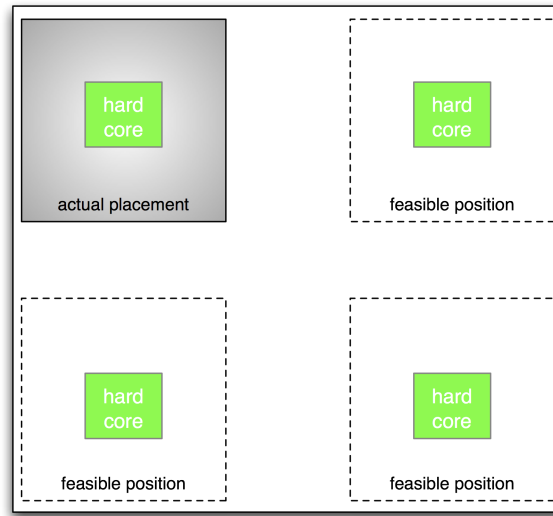 hard
core
actual placement
hard
core
feasible position
hard
core
feasible position
hard
core
feasible position